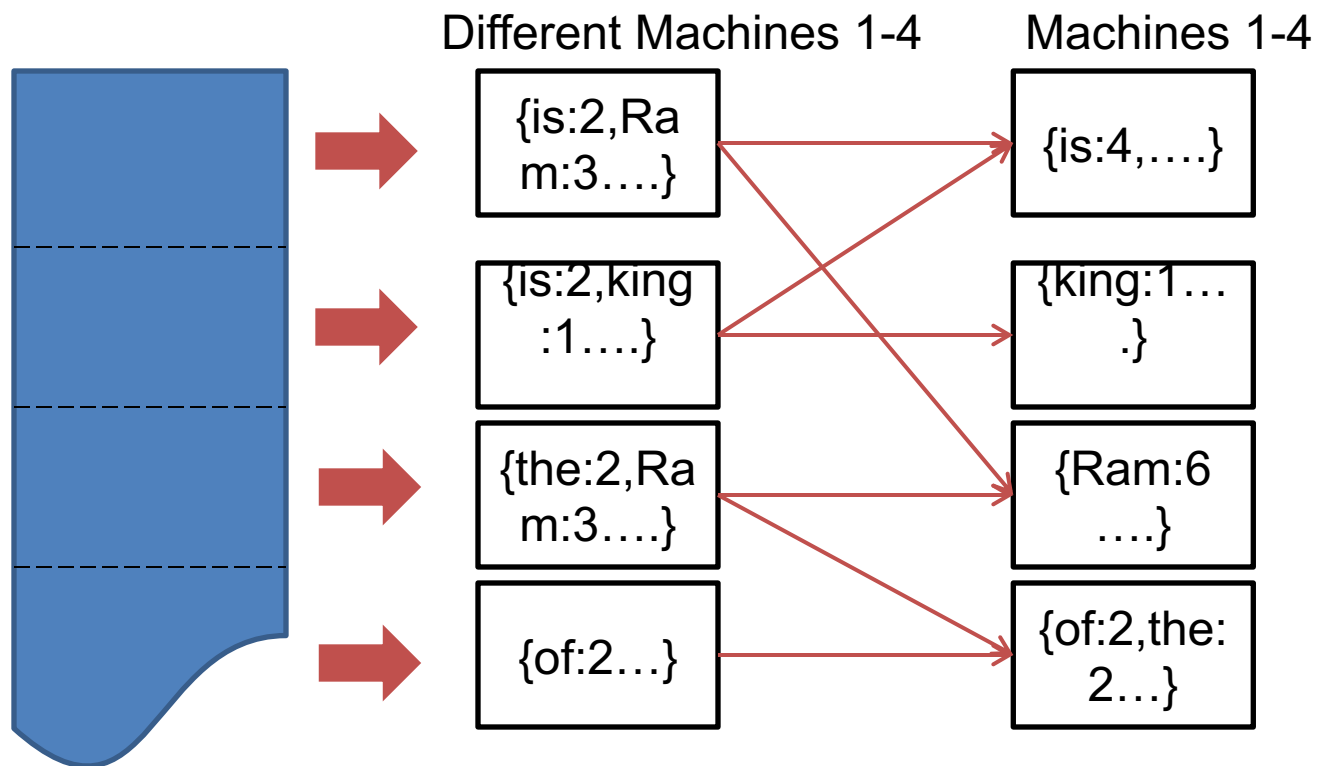 Different Machines 1-4
Machines 1-4
{is:2,Ra
m:3….}
{is:4,….}
{is:2,king
:1….}
{king:1…
.}
{the:2,Ra
m:3….}
{Ram:6
….}
{of:2…}
{of:2,the:
2…}